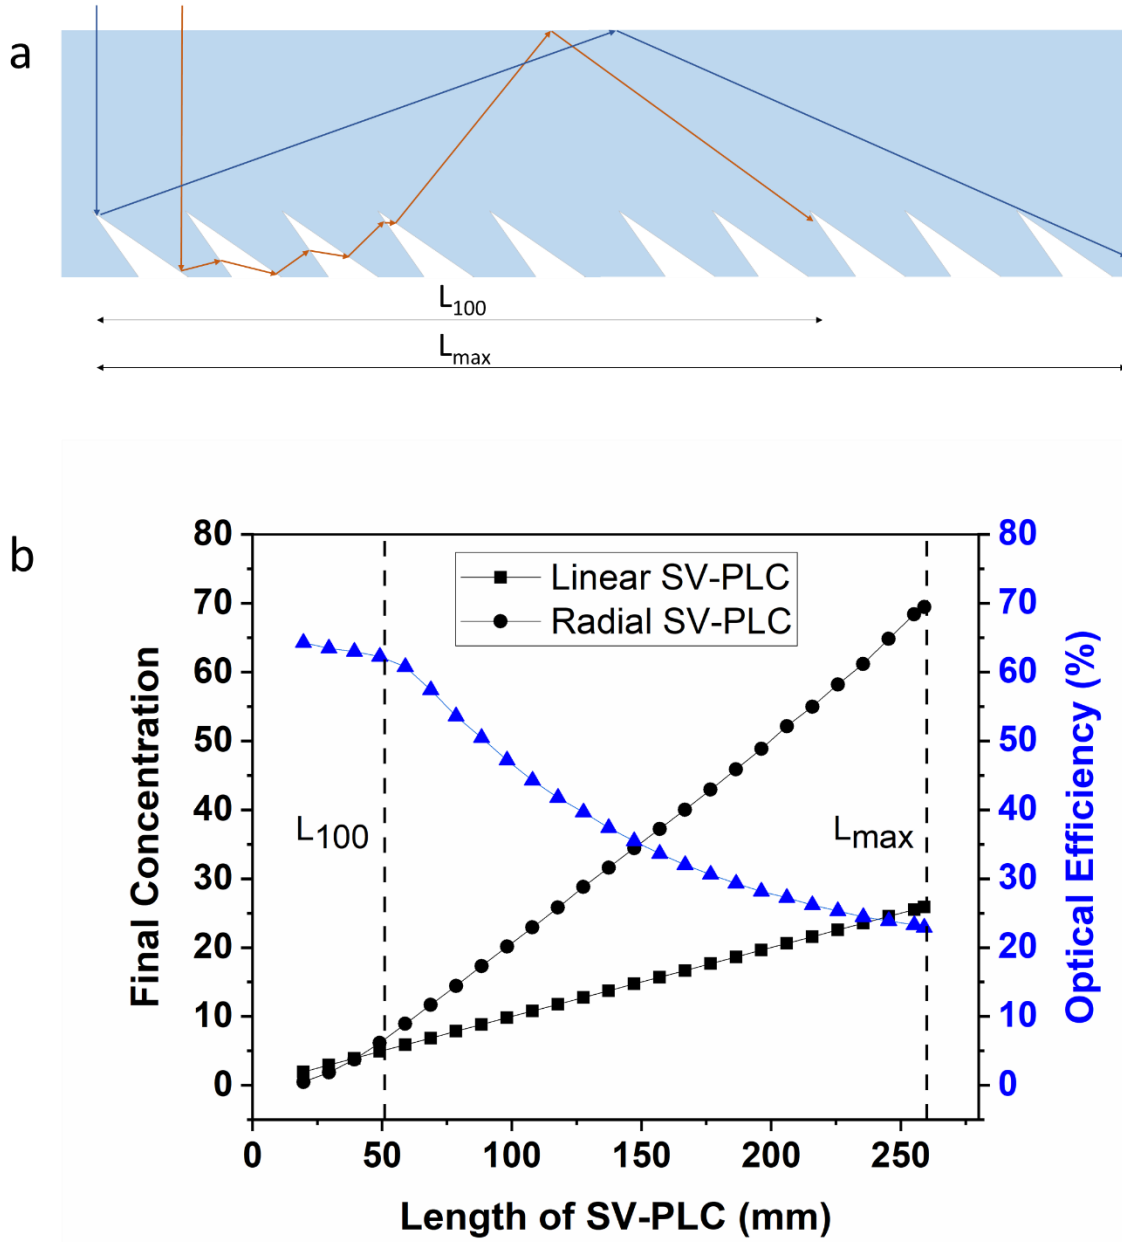 a
L100
Lmax
b
Final Concentration
Optical Efficiency (%)
Linear SV-PLC
Radial SV-PLC
L100
Lmax
80
70
60
50
40
30
20
10
0
80
70
60
50
40
30
20
10
0
0 50 100 150 200 250
Length of SV-PLC (mm)